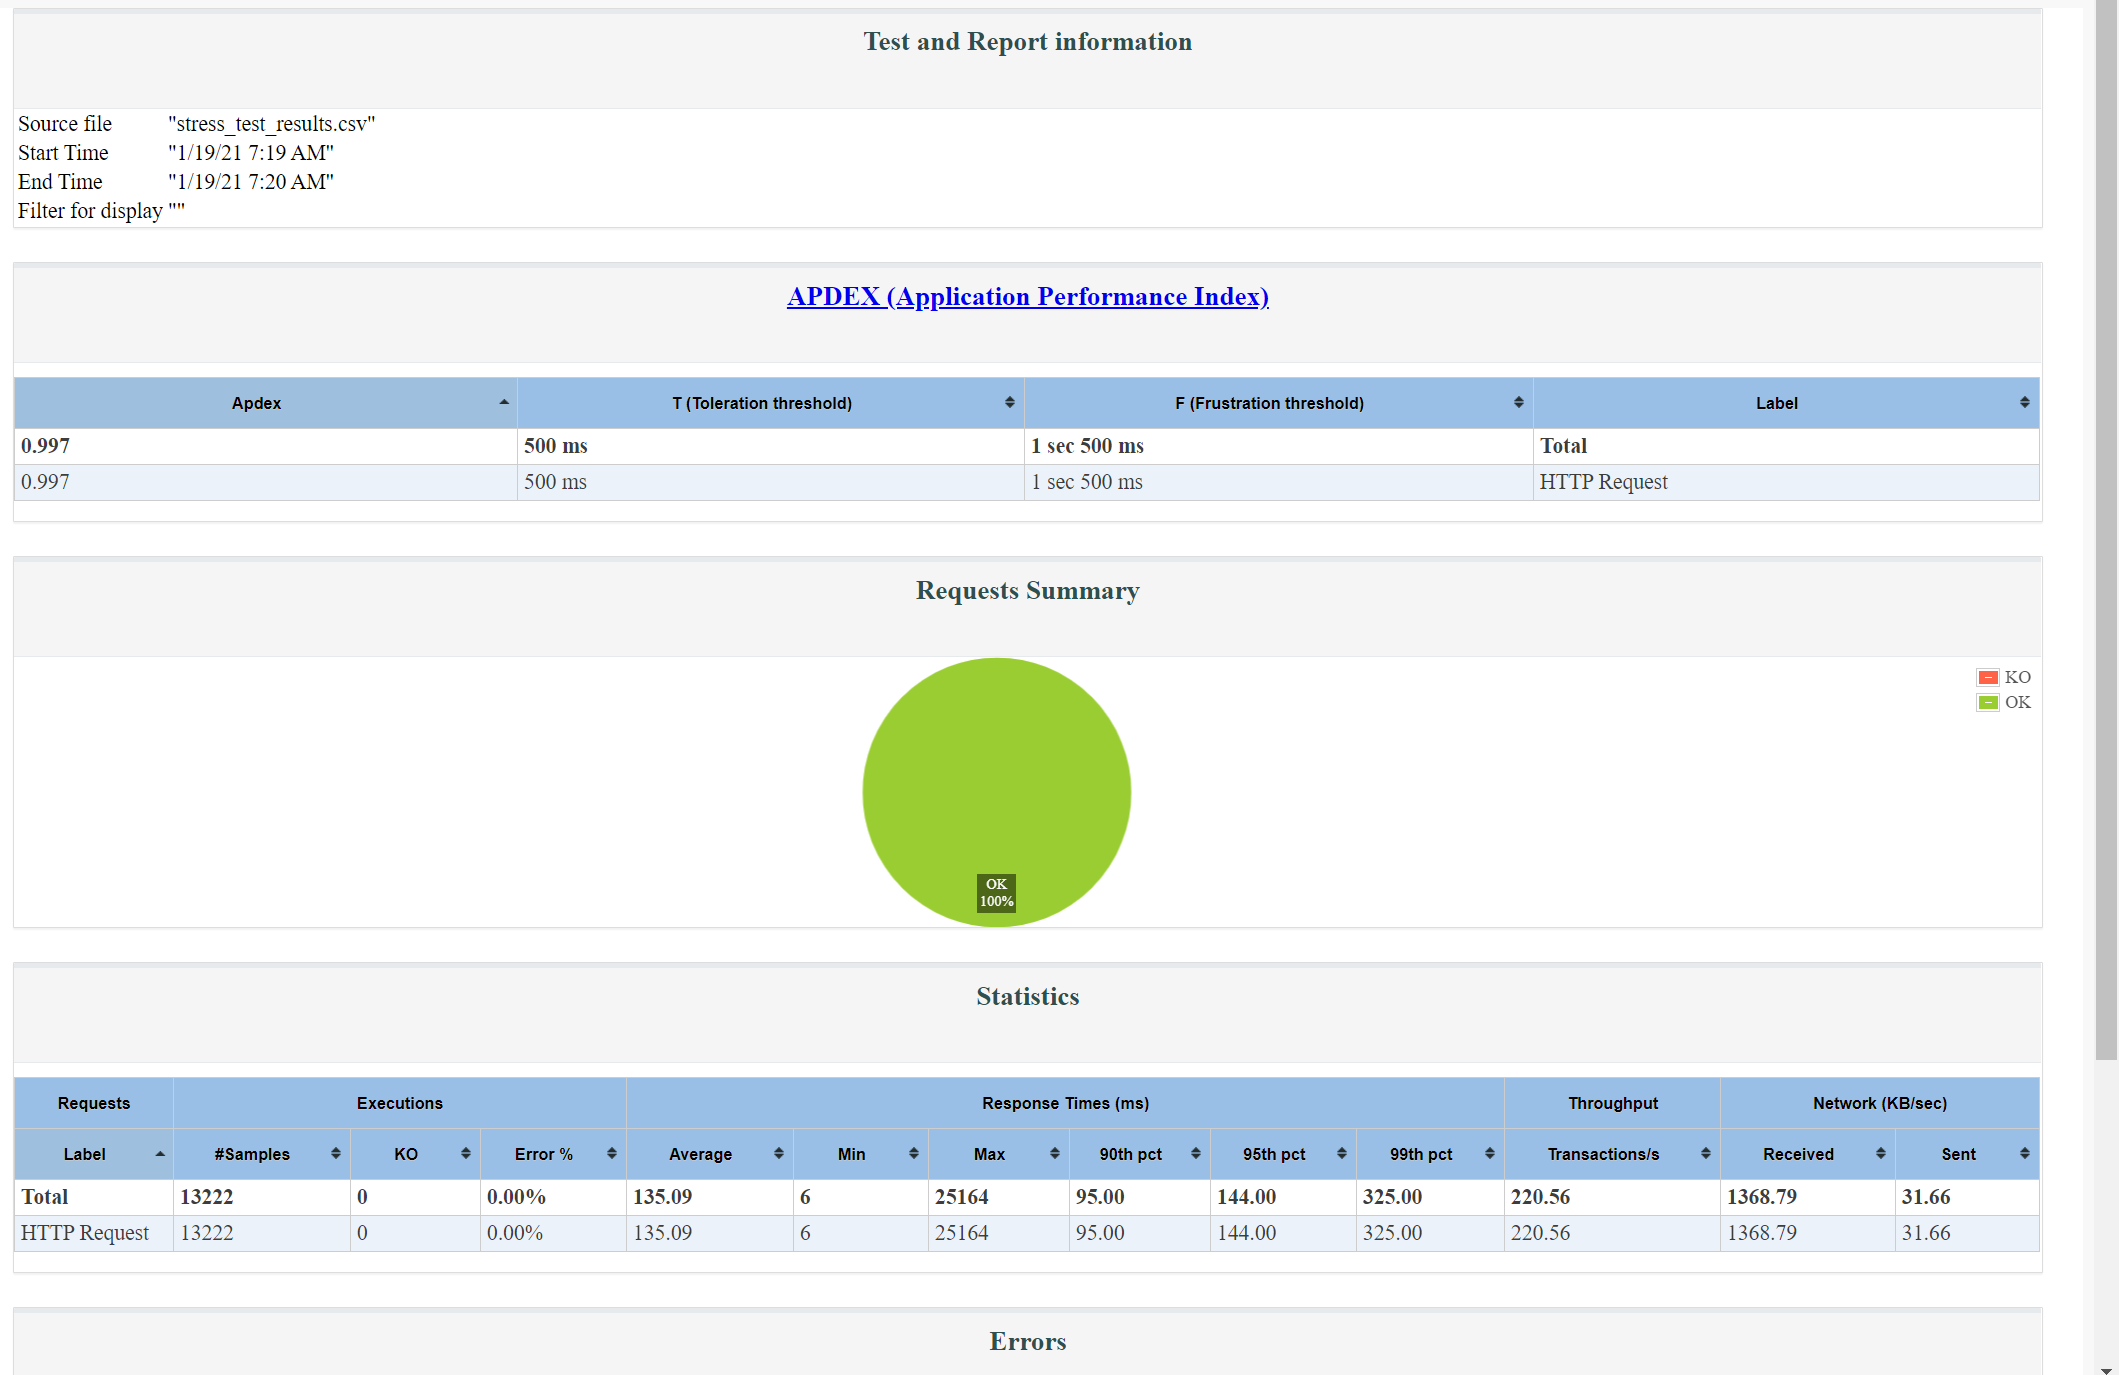 Test and Report information
Source file "stress_test_results.csv"
Start Time "1/19/21 7:19 AM"
End Time "1/19/21 7:20 AM"
Filter for display ""
APDEX (Application Performance Index)
Apdex T (Toleration threshold) F (Frustration threshold) Label
0.997 500 ms 1 sec 500 ms Total
0.997 500 ms 1 sec 500 ms HTTP Request
Requests Summary
KO
OK
OK
100%
Statistics
Requests Executions Response Times (ms) Throughput Network (KB/sec)
Label #Samples KO Error % Average Min Max 90th pct 95th pct 99th pct Transactions/s Received Sent
Total 13222 0 0.00% 135.09 6 25164 95.00 144.00 325.00 220.56 1368.79 31.66
HTTP Request 13222 0 0.00% 135.09 6 25164 95.00 144.00 325.00 220.56 1368.79 31.66
Errors